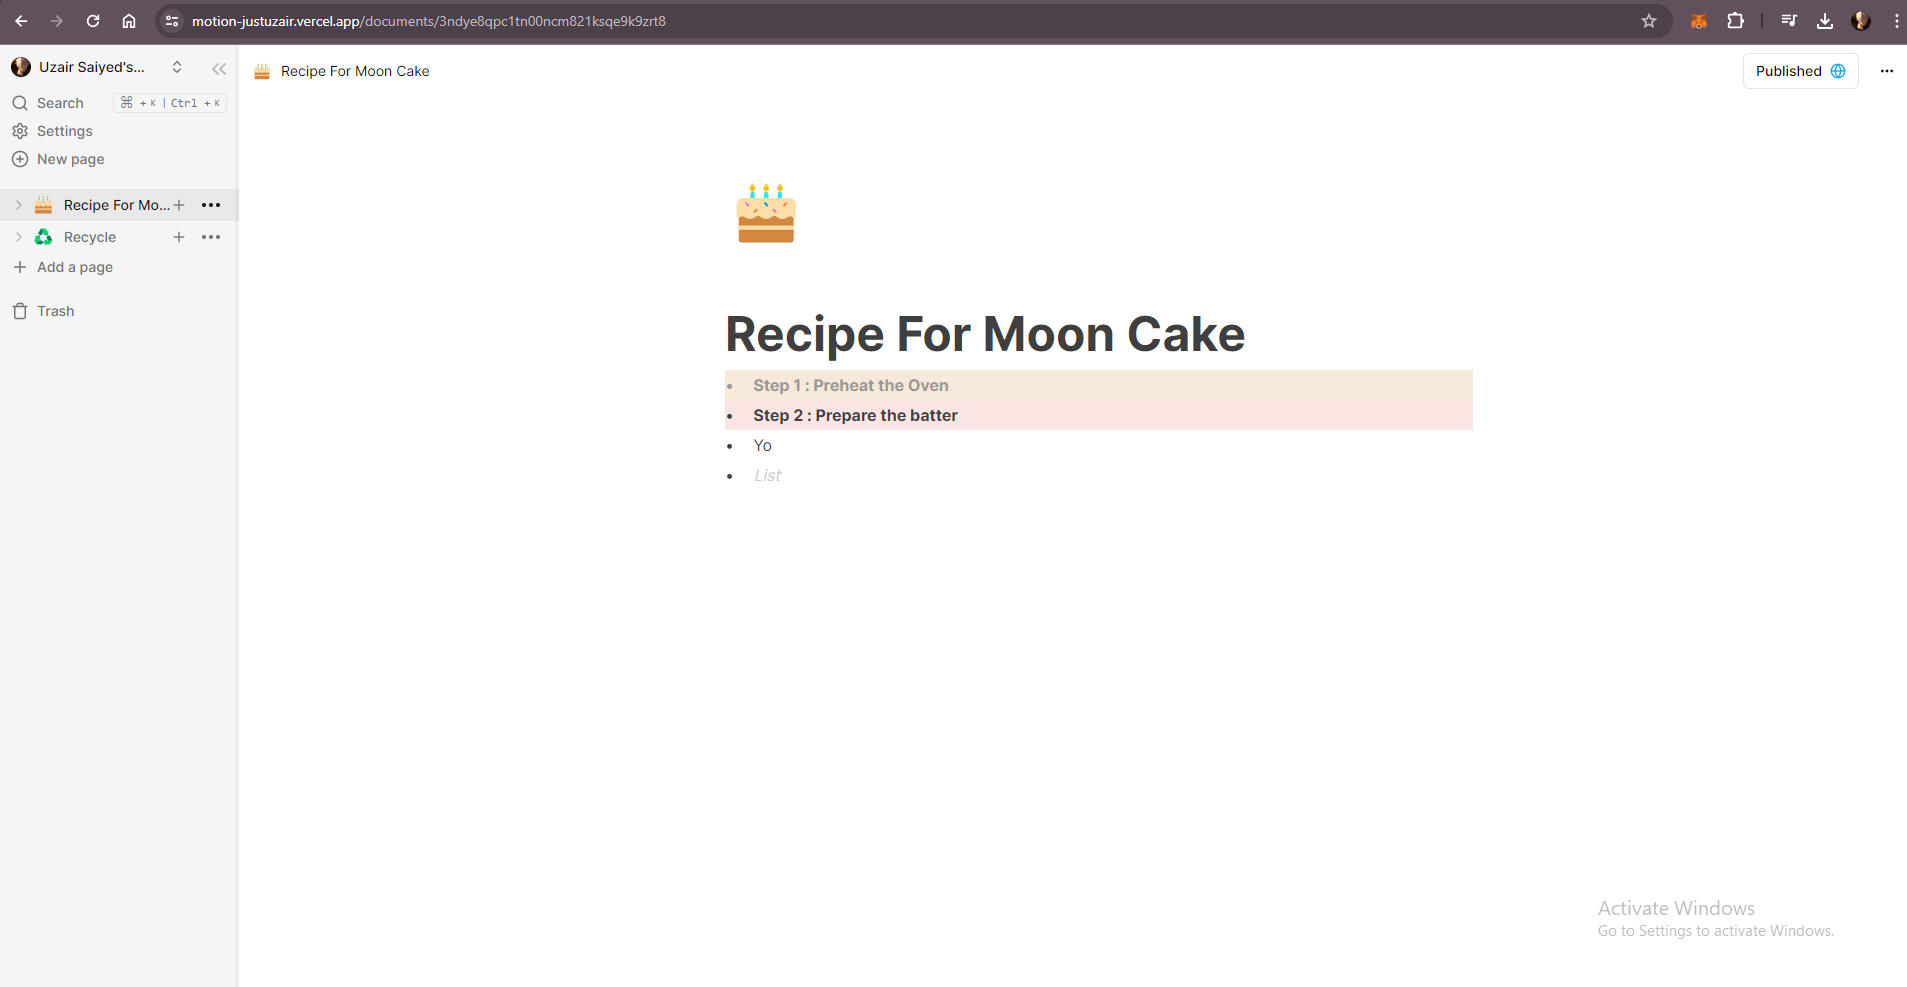 motion-justuzair.vercel.app/documents/3ndye8qpc1tn00ncm821ksqe9k9zrt8
Uzair Saiyed's...
Search ⌘ + K | Ctrl + K
Settings
New page
Recipe For Mo...
Recycle
Add a page
Trash
Recipe For Moon Cake
Published
Recipe For Moon Cake
• Step 1 : Preheat the Oven
• Step 2 : Prepare the batter
• Yo
• List
Activate Windows
Go to Settings to activate Windows.